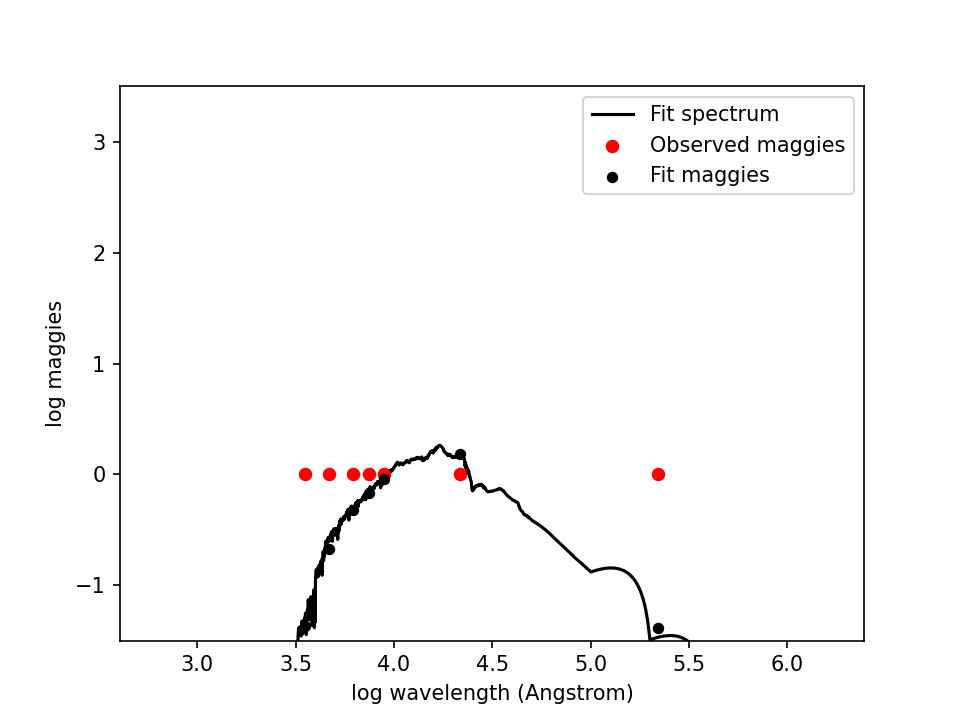 Fit spectrum
Observed maggies
Fit maggies
log maggies
3
2
1
0
−1
3.0 3.5 4.0 4.5 5.0 5.5 6.0
log wavelength (Angstrom)